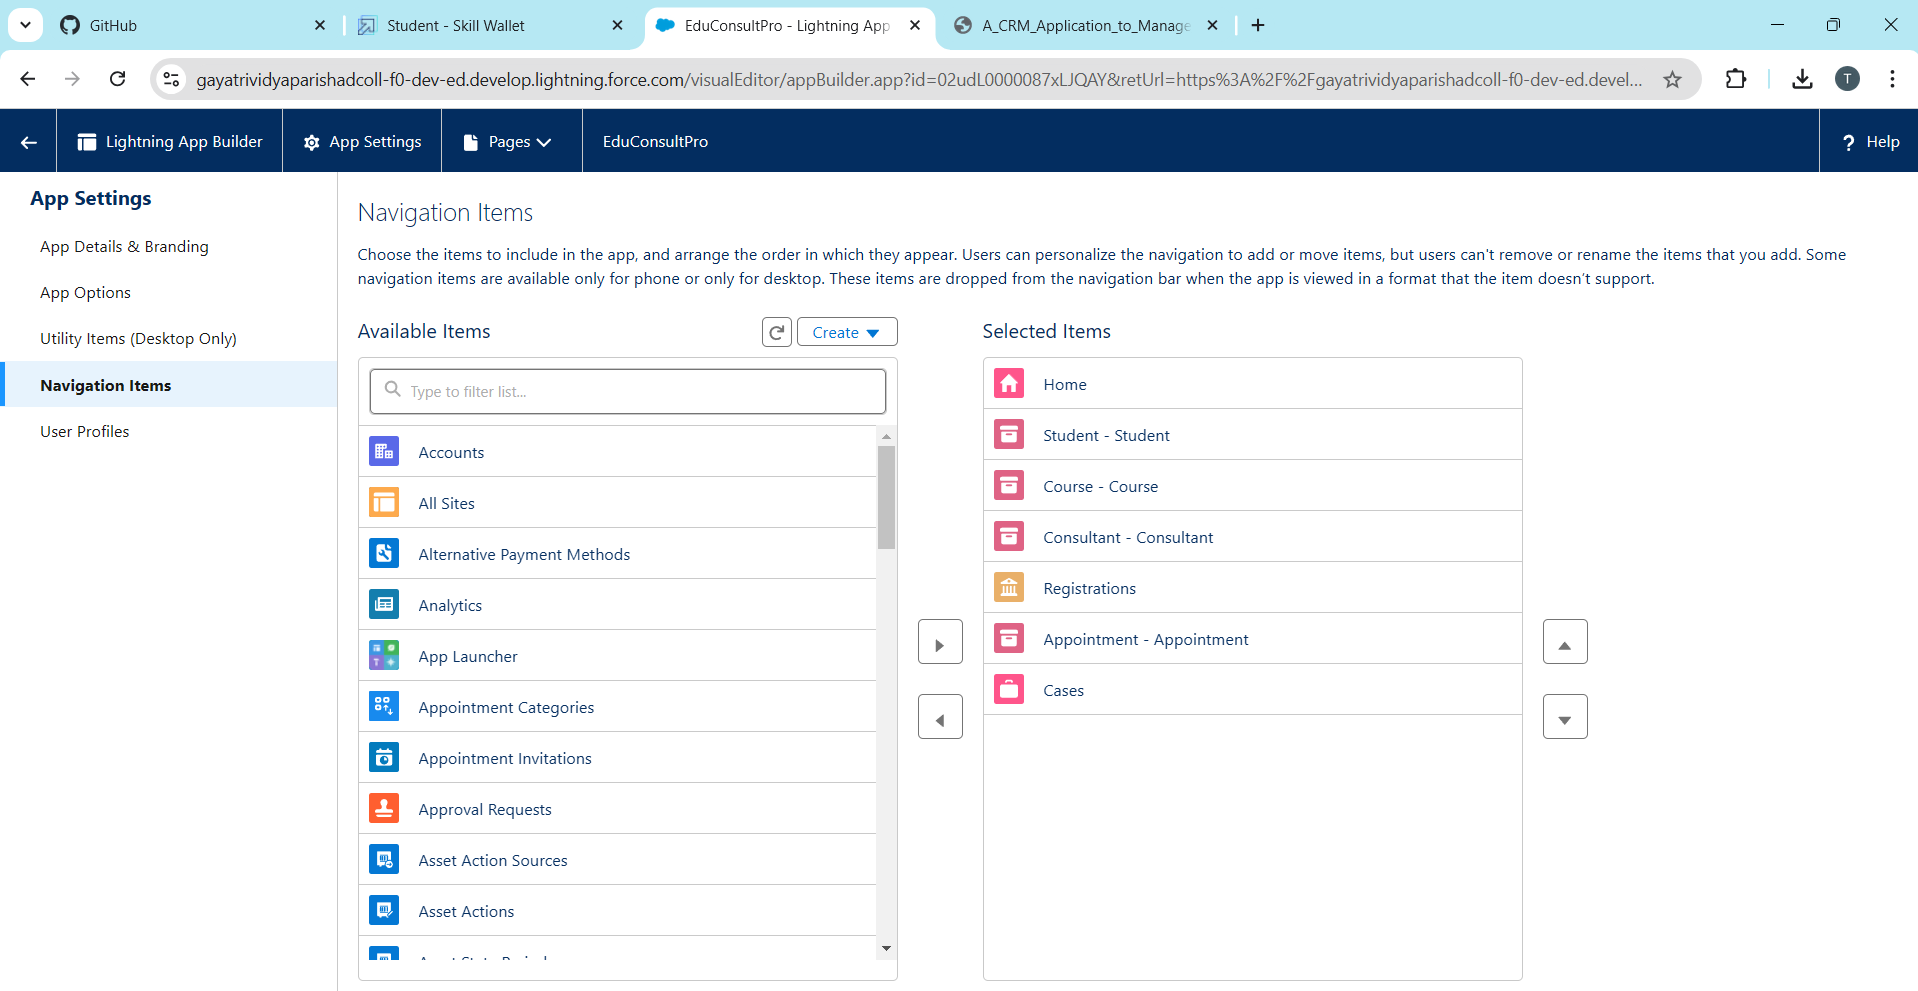 GitHub
Student - Skill Wallet
EduConsultPro - Lightning App
A_CRM_Application_to_Manage
gayatrividyaparishadcoll-f0-dev-ed.develop.lightning.force.com/visualEditor/appBuilder.app?id=02udL0000087xLJQAY&retUrl=https%3A%2F%2Fgayatrividyaparishadcoll-f0-dev-ed.devel...
T
Lightning App Builder
App Settings
Pages
EduConsultPro
? Help
App Settings
App Details & Branding
App Options
Utility Items (Desktop Only)
Navigation Items
User Profiles
Navigation Items
Choose the items to include in the app, and arrange the order in which they appear. Users can personalize the navigation to add or move items, but users can't remove or rename the items that you add. Some
navigation items are available only for phone or only for desktop. These items are dropped from the navigation bar when the app is viewed in a format that the item doesn't support.
Available Items
Create
Type to filter list...
Accounts
All Sites
Alternative Payment Methods
Analytics
App Launcher
Appointment Categories
Appointment Invitations
Approval Requests
Asset Action Sources
Asset Actions
Selected Items
Home
Student - Student
Course - Course
Consultant - Consultant
Registrations
Appointment - Appointment
Cases